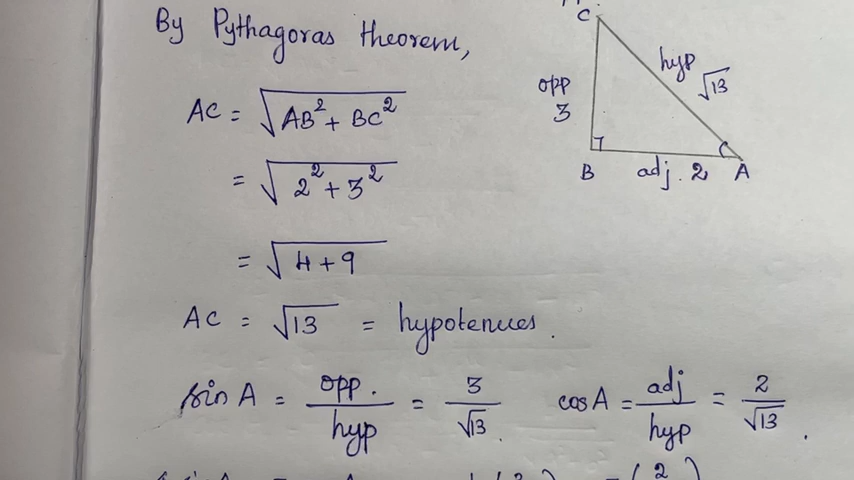 By Pythagoras theorem,
AC = √(AB² + BC²)
= √(2² + 3²)
= √(4 + 9)
AC = √13 = hypotenues.
C
hyp
√13
opp
3
B adj. 2 A
sin A = opp./hyp = 3/√13. cos A = adj/hyp = 2/√13.